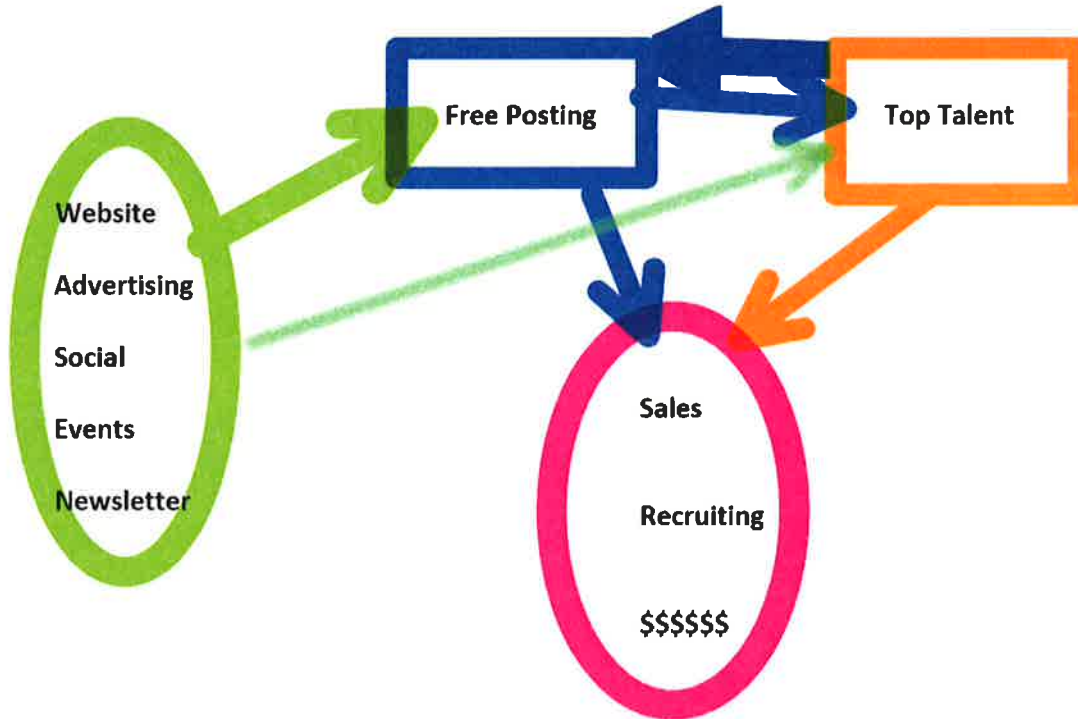 Free Posting
Top Talent
Website
Advertising
Social
Events
Newsletter
Sales
Recruiting
$$$$$$